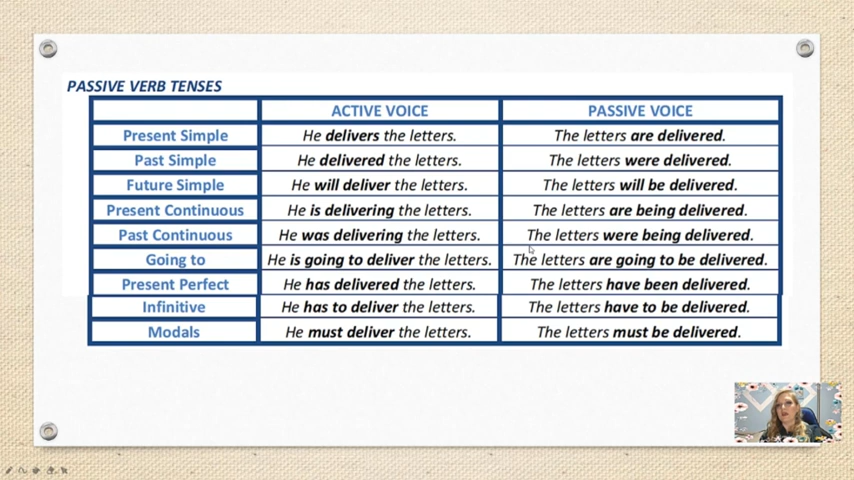 PASSIVE VERB TENSES
ACTIVE VOICE PASSIVE VOICE
Present Simple He delivers the letters. The letters are delivered.
Past Simple He delivered the letters. The letters were delivered.
Future Simple He will deliver the letters. The letters will be delivered.
Present Continuous He is delivering the letters. The letters are being delivered.
Past Continuous He was delivering the letters. The letters were being delivered.
Going to He is going to deliver the letters. The letters are going to be delivered.
Present Perfect He has delivered the letters. The letters have been delivered.
Infinitive He has to deliver the letters. The letters have to be delivered.
Modals He must deliver the letters. The letters must be delivered.